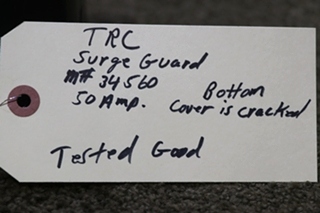 TRC
Surge Guard
M# 34560
50 Amp.
Bottom
Cover is cracked
Tested Good